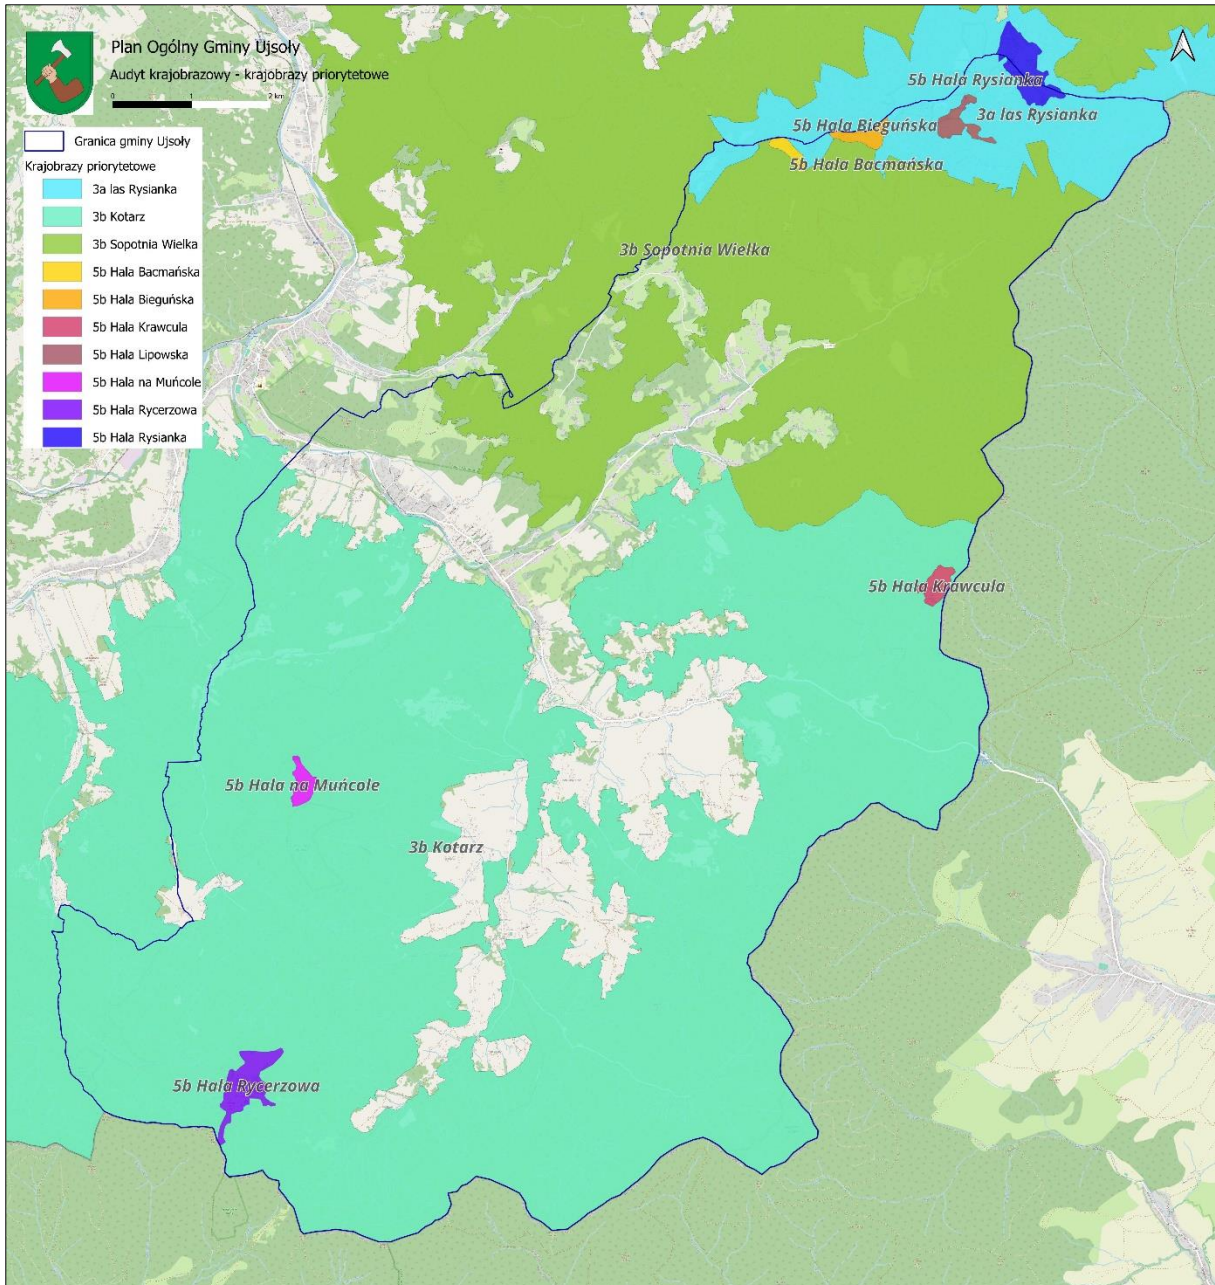 Plan Ogólny Gminy Ujsoły
Audyt krajobrazowy - krajobrazy priorytetowe
0 1 2 km
Granica gminy Ujsoły
Krajobrazy priorytetowe
3a las Rysianka
3b Kotarz
3b Sopotnia Wielka
5b Hala Bacmańska
5b Hala Bieguńska
5b Hala Krawcula
5b Hala Lipowska
5b Hala na Muńcole
5b Hala Rycerzowa
5b Hala Rysianka
5b Hala Rysianka
3a las Rysianka
5b Hala Bieguńska
5b Hala Bacmańska
3b Sopotnia Wielka
5b Hala Krawcula
5b Hala na Muńcole
3b Kotarz
5b Hala Rycerzowa